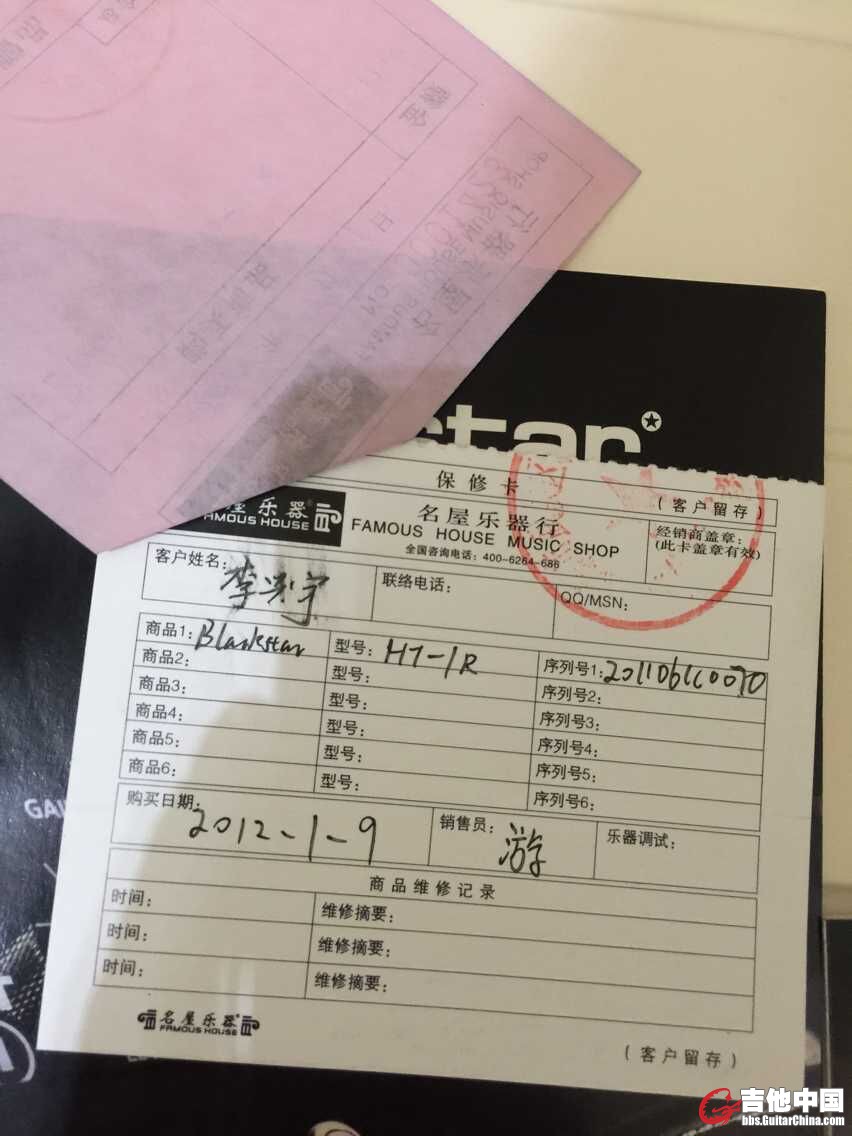 star
保修卡
(客户留存)
名屋乐器
FAMOUS HOUSE
名屋乐器行
FAMOUS HOUSE MUSIC SHOP
全国咨询电话：400-6264-686
经销商盖章：
(此卡盖章有效)
客户姓名：
联络电话：
QQ/MSN：
商品1：Blackstar 型号：HT-1R 序列号1：
商品2： 型号： 序列号2：
商品3： 型号： 序列号3：
商品4： 型号： 序列号4：
商品5： 型号： 序列号5：
商品6： 型号： 序列号6：
购买日期：2012-1-9 销售员：游 乐器调试：
商品维修记录
时间： 维修摘要：
时间： 维修摘要：
时间： 维修摘要：
名屋乐器
FAMOUS HOUSE
(客户留存)
吉他中国
bbs.GuitarChina.com